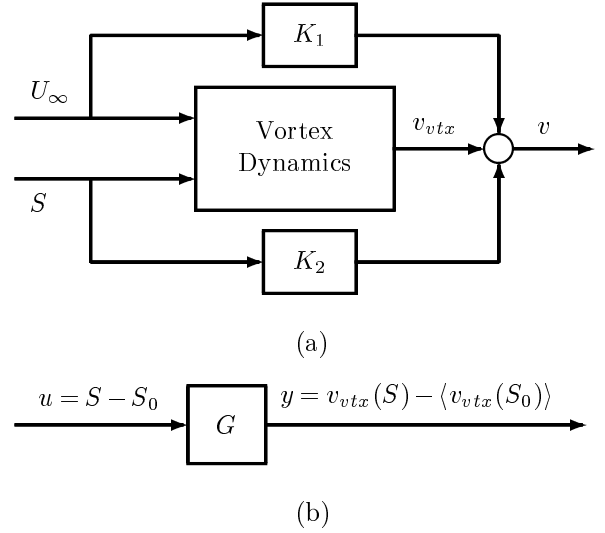 K₁
U∞
Vortex
Dynamics
v_vtx
v
S
K₂
(a)
u = S − S₀
G
y = v_vtx(S) − ⟨v_vtx(S₀)⟩
(b)